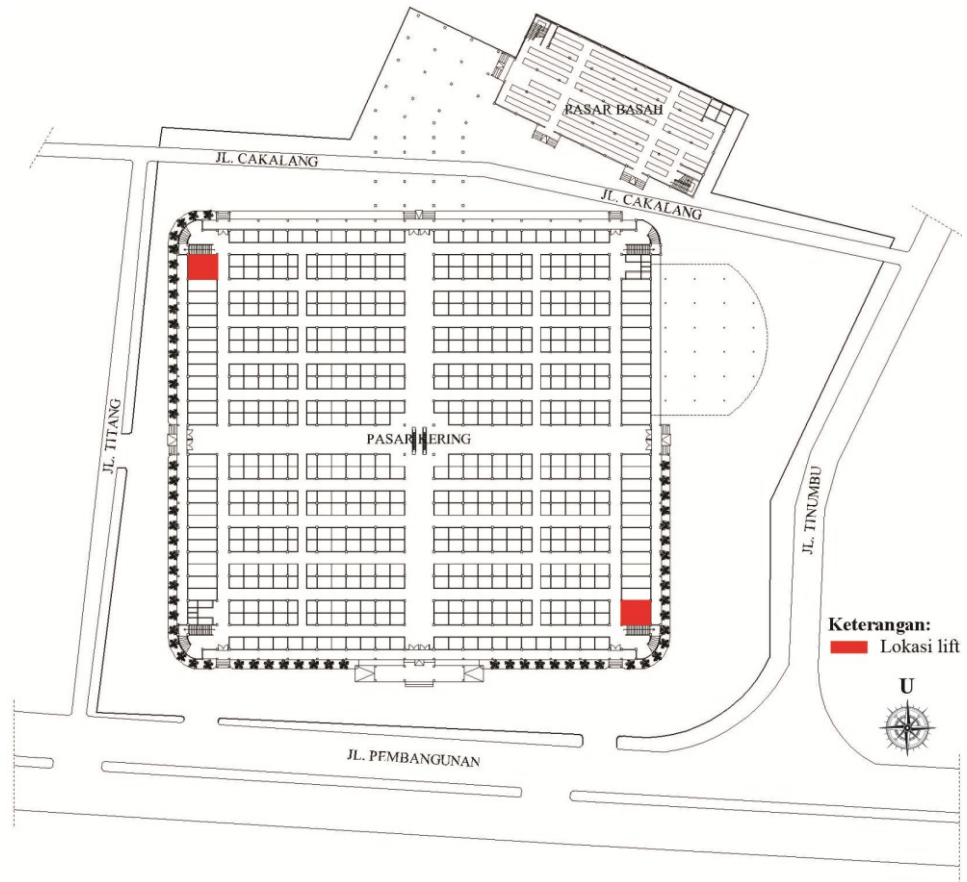 PASAR BASAH
JL. CAKALANG
JL. CAKALANG
PASAR KERING
JL. TITANG
JL. TINUMBU
Keterangan:
Lokasi lift
U
JL. PEMBANGUNAN